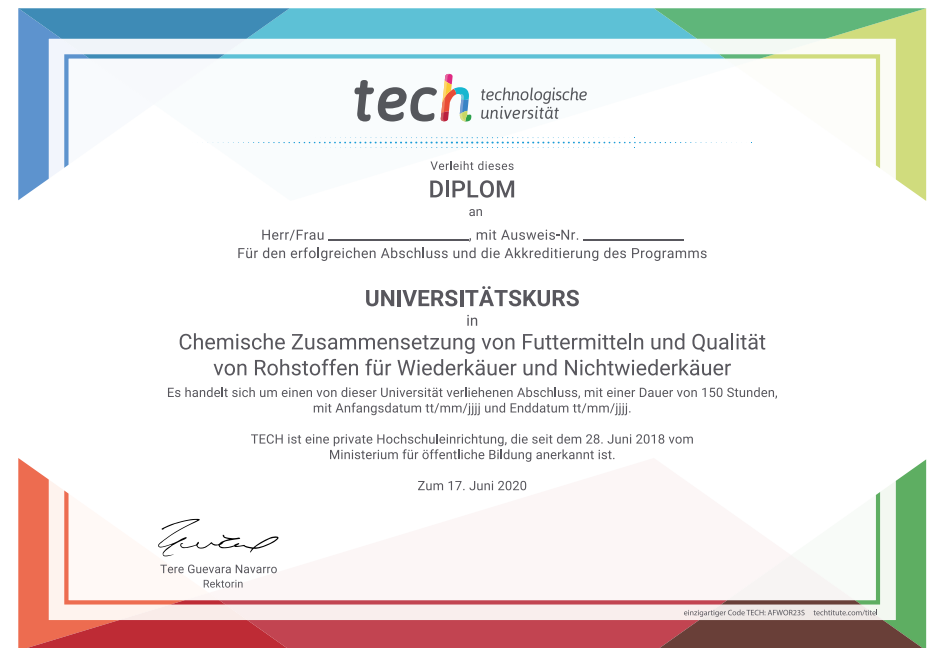 tech technologische
universität
Verleiht dieses
DIPLOM
an
Herr/Frau ____________________, mit Ausweis-Nr. ______________
Für den erfolgreichen Abschluss und die Akkreditierung des Programms
UNIVERSITÄTSKURS
in
Chemische Zusammensetzung von Futtermitteln und Qualität
von Rohstoffen für Wiederkäuer und Nichtwiederkäuer
Es handelt sich um einen von dieser Universität verliehenen Abschluss, mit einer Dauer von 150 Stunden,
mit Anfangsdatum tt/mm/jjjj und Enddatum tt/mm/jjjj.
TECH ist eine private Hochschuleinrichtung, die seit dem 28. Juni 2018 vom
Ministerium für öffentliche Bildung anerkannt ist.
Zum 17. Juni 2020
Tere Guevara Navarro
Rektorin
einzigartiger Code TECH: AFWOR23S techtitute.com/titel